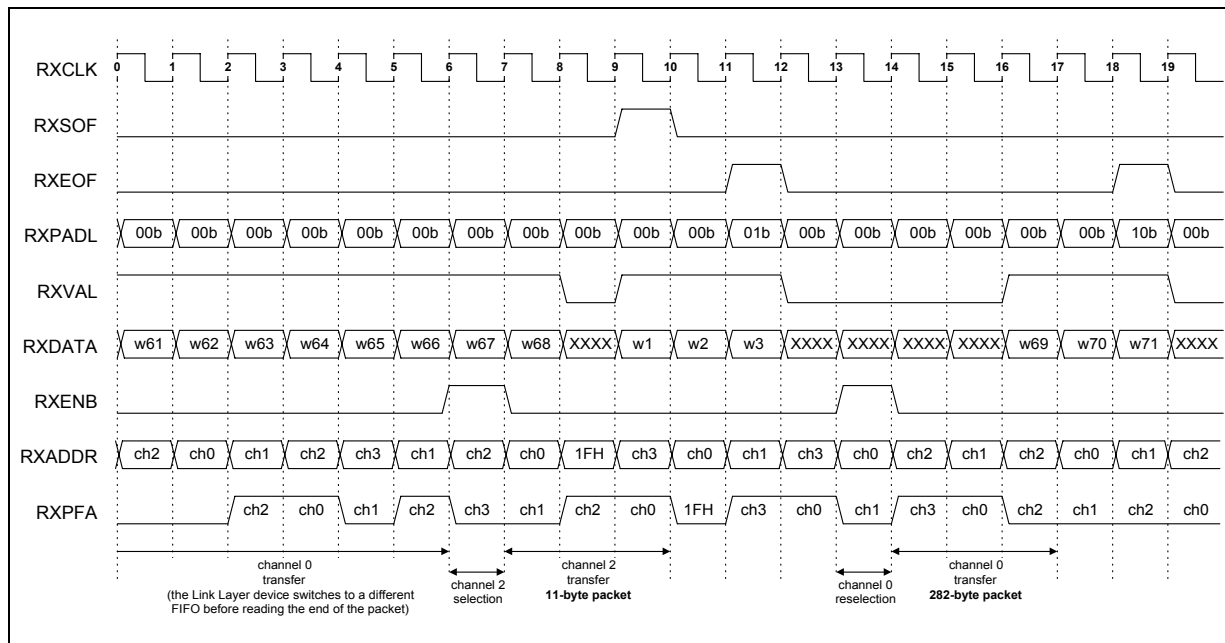 RXCLK 0 1 2 3 4 5 6 7 8 9 10 11 12 13 14 15 16 17 18 19
RXSOF
RXEOF
RXPADL 00b 00b 00b 00b 00b 00b 00b 00b 00b 00b 00b 01b 00b 00b 00b 00b 00b 00b 10b 00b
RXVAL
RXDATA w61 w62 w63 w64 w65 w66 w67 w68 XXXX w1 w2 w3 XXXX XXXX XXXX XXXX w69 w70 w71 XXXX
RXENB
RXADDR ch2 ch0 ch1 ch2 ch3 ch1 ch2 ch0 1FH ch3 ch0 ch1 ch3 ch0 ch2 ch1 ch2 ch0 ch1 ch2
RXPFA ch2 ch0 ch1 ch2 ch3 ch1 ch2 ch0 1FH ch3 ch0 ch1 ch3 ch0 ch2 ch1 ch2 ch0
channel 0
transfer
(the Link Layer device switches to a different
FIFO before reading the end of the packet)
channel 2
selection
channel 2
transfer
11-byte packet
channel 0
reselection
channel 0
transfer
282-byte packet